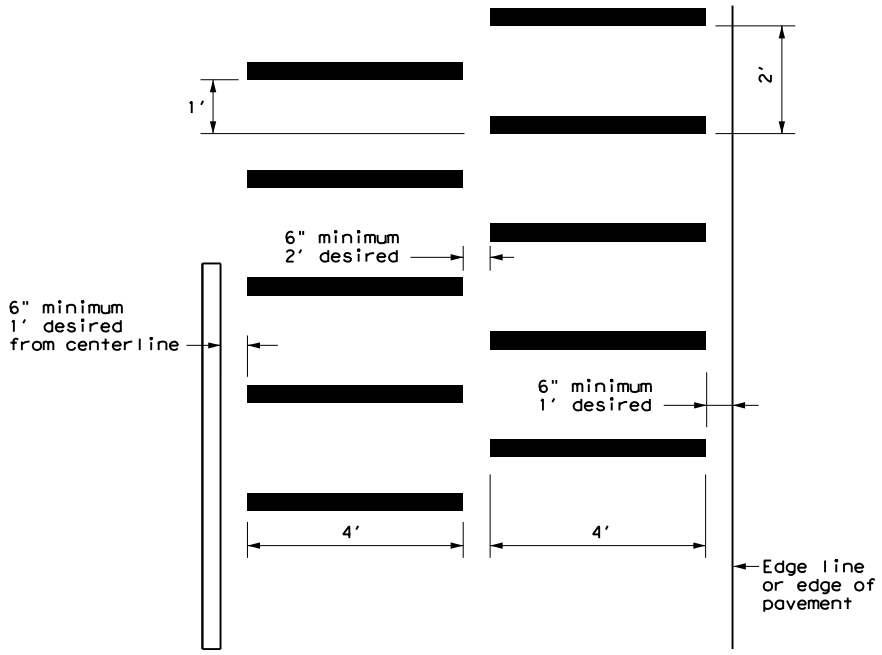 2'
1'
6" minimum
2' desired
6" minimum
1' desired
from centerline
6" minimum
1' desired
4'
4'
Edge line
or edge of
pavement